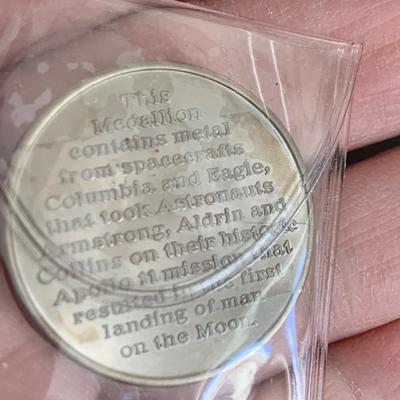 This
Medallion
contains metal
from spacecrafts
Columbia and Eagle,
that took Astronauts
Armstrong, Aldrin and
Collins on their historic
Apollo 11 mission that
resulted in the first
landing of man
on the Moon.